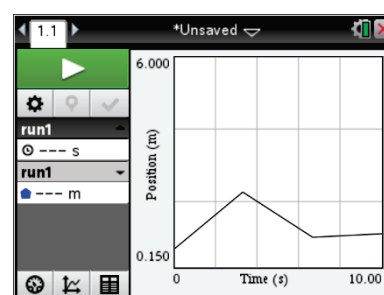 1.1
*Unsaved
run1
--- s
run1
--- m
6.000
Position (m)
0.150
0
Time (s)
10.00